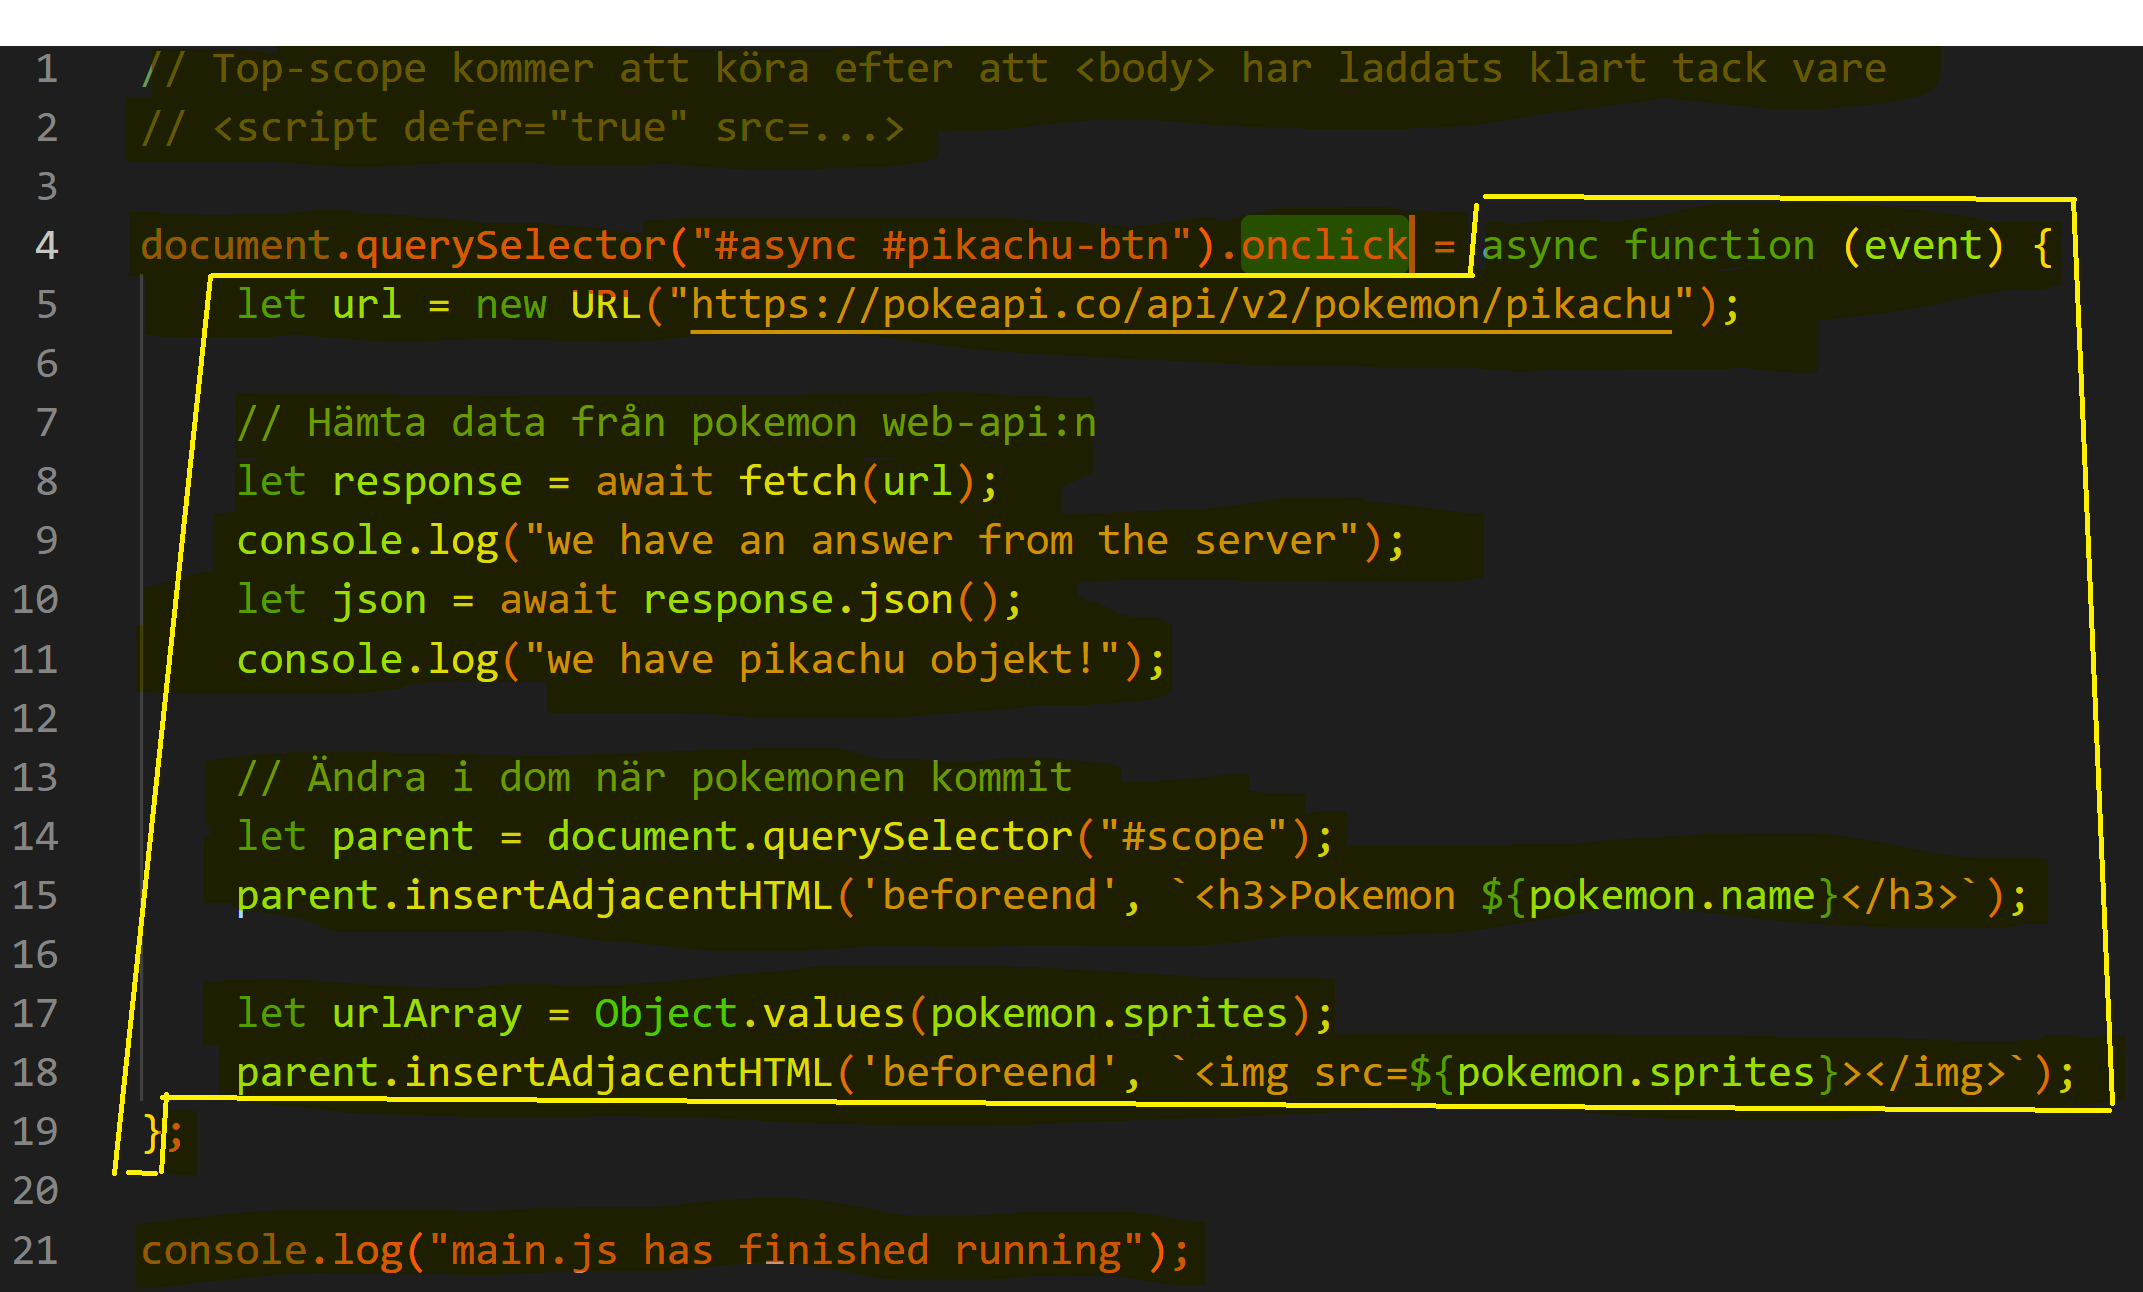 1 // Top-scope kommer att köra efter att <body> har laddats klart tack vare
2 // <script defer="true" src=...>
3
4 document.querySelector("#async #pikachu-btn").onclick = async function (event) {
5 let url = new URL("https://pokeapi.co/api/v2/pokemon/pikachu");
6
7 // Hämta data från pokemon web-api:n
8 let response = await fetch(url);
9 console.log("we have an answer from the server");
10 let json = await response.json();
11 console.log("we have pikachu objekt!");
12
13 // Ändra i dom när pokemonen kommit
14 let parent = document.querySelector("#scope");
15 parent.insertAdjacentHTML('beforeend', `<h3>Pokemon ${pokemon.name}</h3>`);
16
17 let urlArray = Object.values(pokemon.sprites);
18 parent.insertAdjacentHTML('beforeend', `<img src=${pokemon.sprites}></img>`);
19 };
20
21 console.log("main.js has finished running");